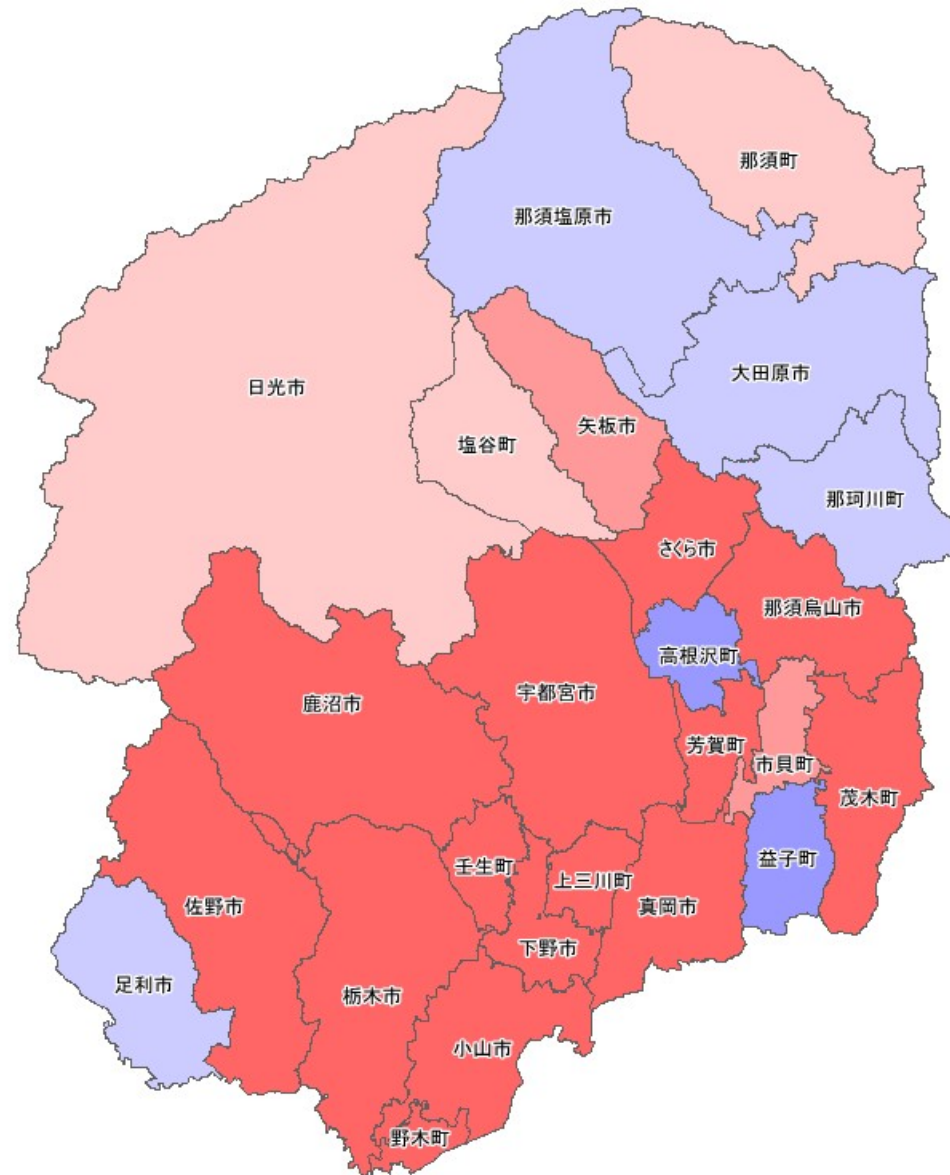 那須町
那須塩原市
大田原市
日光市
矢板市
塩谷町
那珂川町
さくら市
那須烏山市
高根沢町
宇都宮市
鹿沼市
芳賀町
市貝町
茂木町
益子町
壬生町
上三川町
真岡市
佐野市
下野市
足利市
栃木市
小山市
野木町